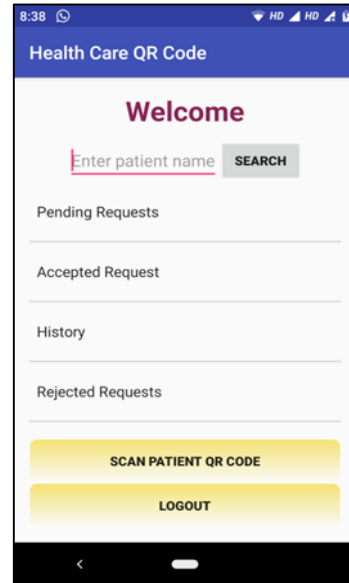 8:38 HD HD
Health Care QR Code
Welcome
Enter patient name SEARCH
Pending Requests
Accepted Request
History
Rejected Requests
SCAN PATIENT QR CODE
LOGOUT